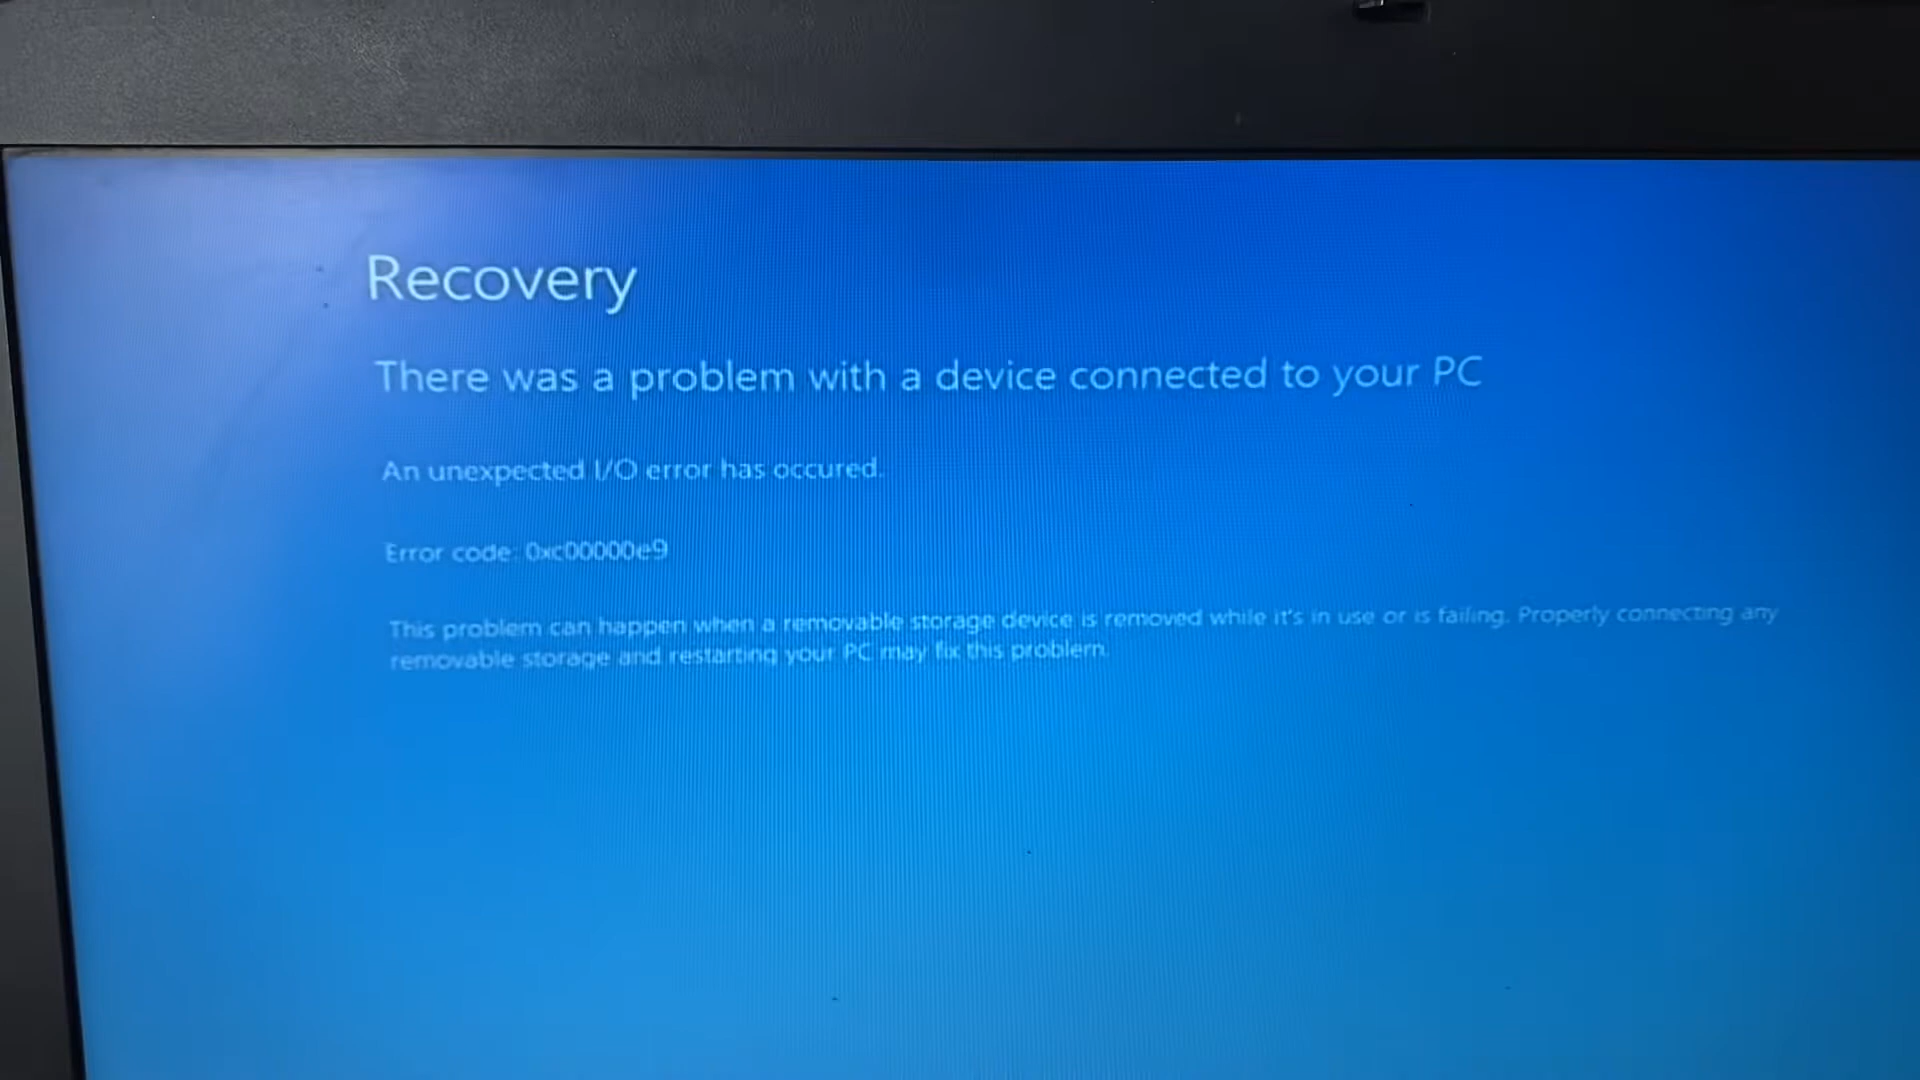 Recovery
There was a problem with a device connected to your PC
An unexpected I/O error has occured.
Error code: 0xc00000e9
This problem can happen when a removable storage device is removed while it's in use or is failing. Properly connecting any
removable storage and restarting your PC may fix this problem.